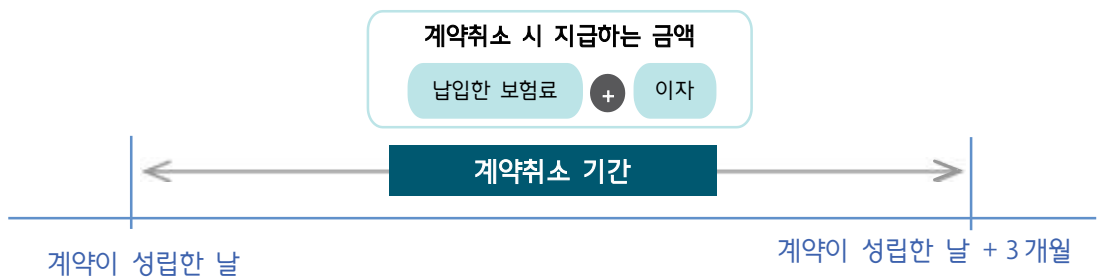 계약취소 시 지급하는 금액
납입한 보험료 + 이자
계약취소 기간
계약이 성립한 날
계약이 성립한 날 + 3개월